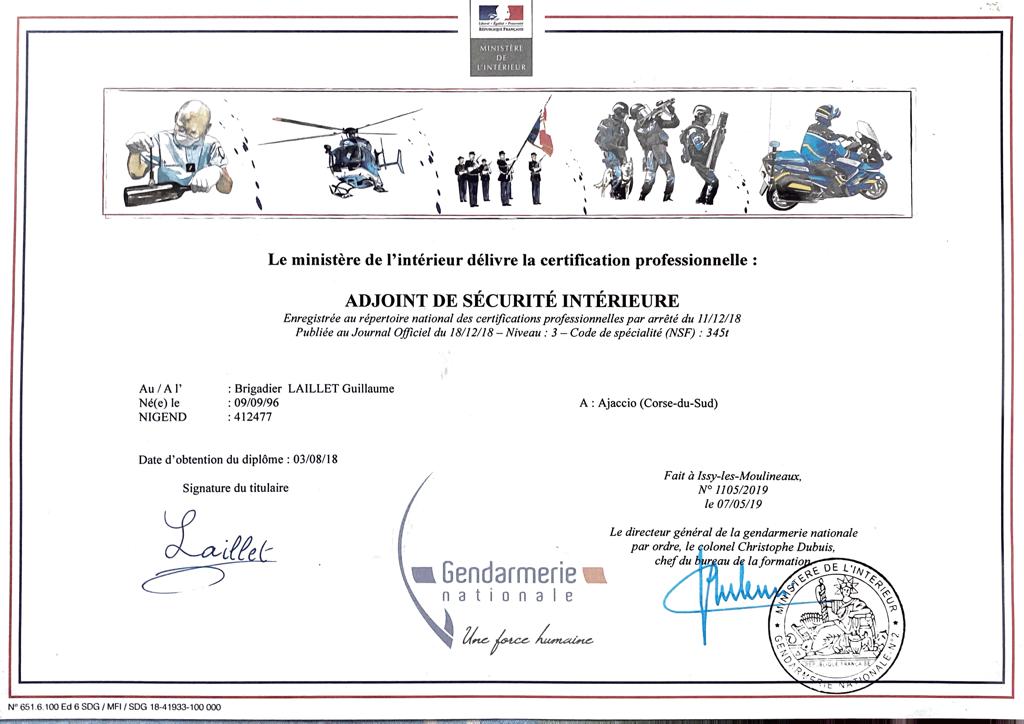 Liberté • Égalité • Fraternité
RÉPUBLIQUE FRANÇAISE
MINISTÈRE
DE
L'INTÉRIEUR
Le ministère de l'intérieur délivre la certification professionnelle :
ADJOINT DE SÉCURITÉ INTÉRIEURE
Enregistrée au répertoire national des certifications professionnelles par arrêté du 11/12/18
Publiée au Journal Officiel du 18/12/18 – Niveau : 3 – Code de spécialité (NSF) : 345t
Au / A l' : Brigadier LAILLET Guillaume
Né(e) le : 09/09/96 A : Ajaccio (Corse-du-Sud)
NIGEND : 412477
Date d'obtention du diplôme : 03/08/18
Signature du titulaire
Laillet
Fait à Issy-les-Moulineaux,
N° 1105/2019
le 07/05/19
Le directeur général de la gendarmerie nationale
par ordre, le colonel Christophe Dubuis,
chef du bureau de la formation
Gendarmerie
nationale
Une force humaine
MINISTÈRE DE L'INTÉRIEUR
RÉPUBLIQUE FRANÇAISE
GENDARMERIE NATIONALE N°2
N° 651.6.100 Ed 6 SDG / MFI / SDG 18-41933-100 000